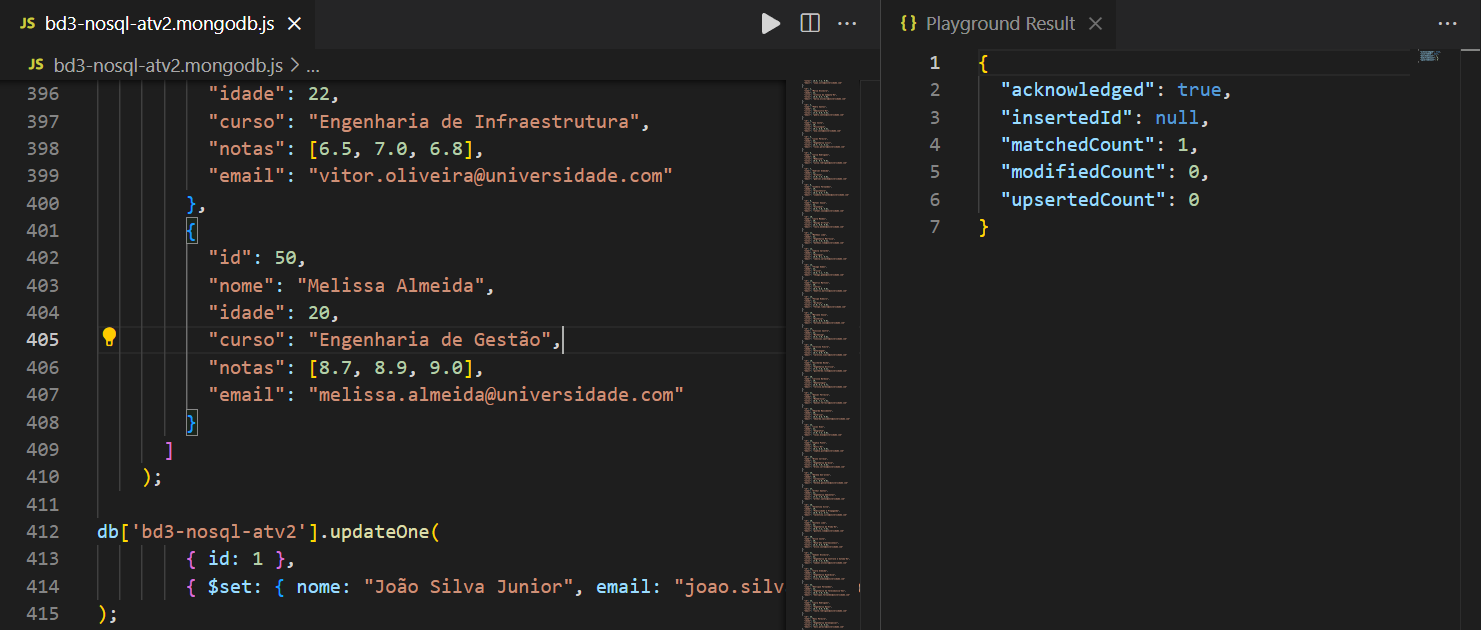 JS bd3-nosql-atv2.mongodb.js ×
JS bd3-nosql-atv2.mongodb.js > ...
396 "idade": 22,
397 "curso": "Engenharia de Infraestrutura",
398 "notas": [6.5, 7.0, 6.8],
399 "email": "vitor.oliveira@universidade.com"
400 },
401 {
402 "id": 50,
403 "nome": "Melissa Almeida",
404 "idade": 20,
405 "curso": "Engenharia de Gestão",
406 "notas": [8.7, 8.9, 9.0],
407 "email": "melissa.almeida@universidade.com"
408 }
409 ]
410 );
411
412 db['bd3-nosql-atv2'].updateOne(
413 { id: 1 },
414 { $set: { nome: "João Silva Junior", email: "joao.silv
415 );
{} Playground Result ×
1 {
2 "acknowledged": true,
3 "insertedId": null,
4 "matchedCount": 1,
5 "modifiedCount": 0,
6 "upsertedCount": 0
7 }